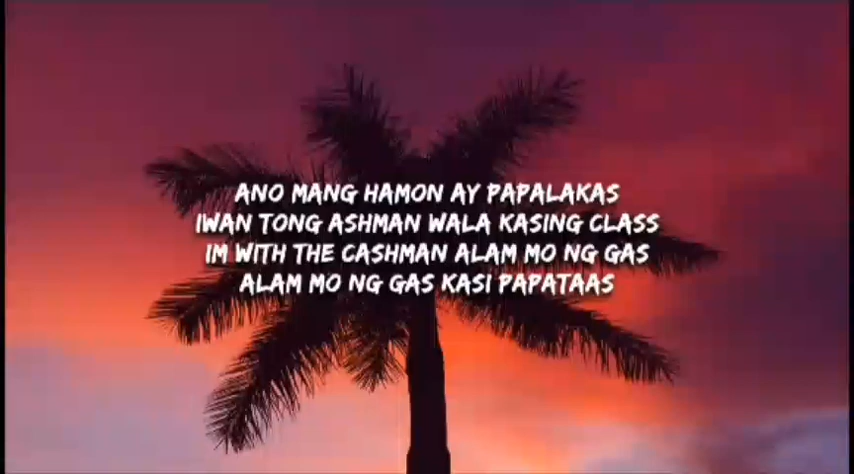 ANO MANG HAMON AY PAPALAKAS
IWAN TONG ASHMAN WALA KASING CLASS
IM WITH THE CASHMAN ALAM MO NG GAS
ALAM MO NG GAS KASI PAPATAAS